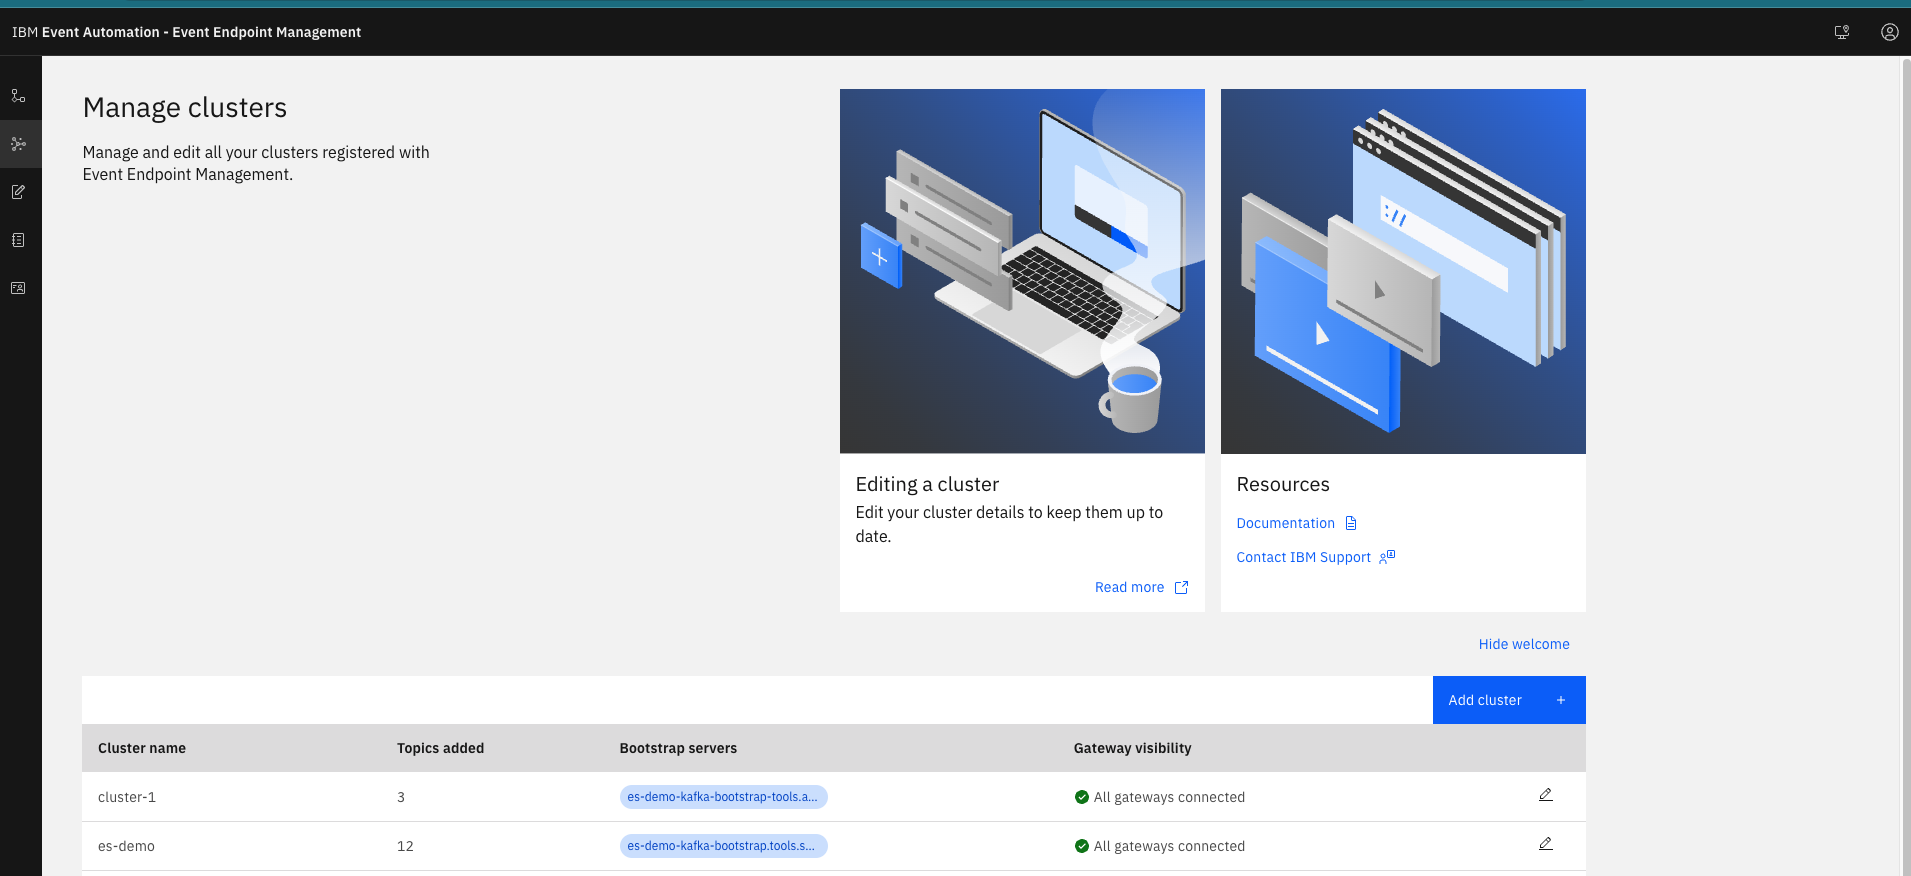 IBM Event Automation - Event Endpoint Management
Manage clusters
Manage and edit all your clusters registered with
Event Endpoint Management.
Editing a cluster
Edit your cluster details to keep them up to
date.
Read more
Resources
Documentation
Contact IBM Support
Hide welcome
Add cluster +
Cluster name Topics added Bootstrap servers Gateway visibility
cluster-1 3 es-demo-kafka-bootstrap-tools.a... All gateways connected
es-demo 12 es-demo-kafka-bootstrap.tools.s... All gateways connected